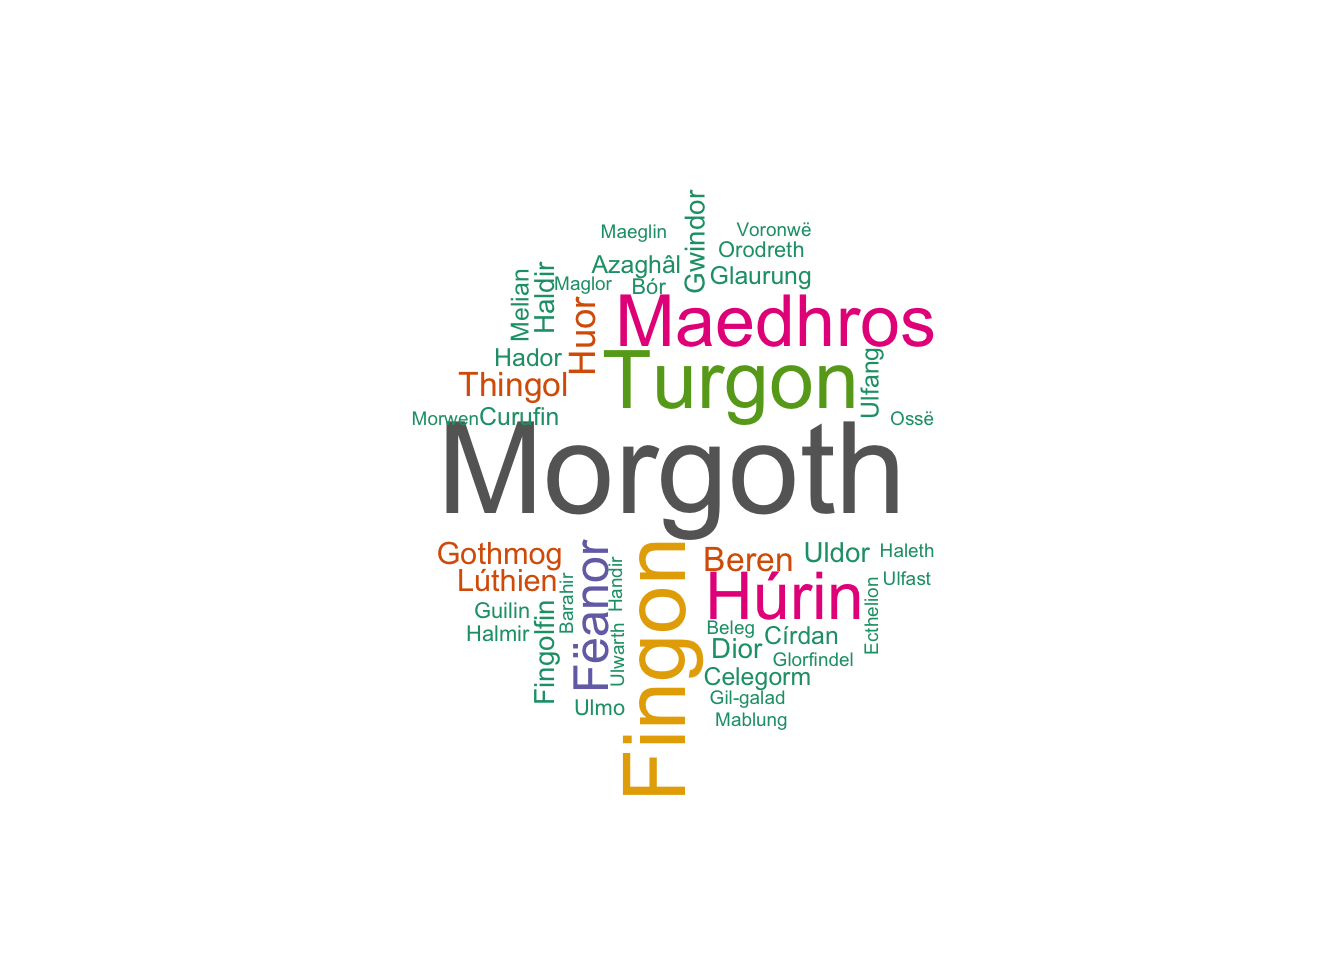 Gwindor
Maeglin
Voronwë
Orodreth
Azaghâl
Glaurung
Maglor
Bór
Melian
Haldir
Huor
Maedhros
Hador
Turgon
Ulfang
Thingol
Morwen
Curufin
Ossë
Morgoth
Gothmog
Fëanor
Fingon
Beren
Uldor
Haleth
Lúthien
Barahir
Handir
Húrin
Ulfast
Ecthelion
Guilin
Halmir
Fingolfin
Ulwarth
Beleg
Círdan
Dior
Glorfindel
Celegorm
Ulmo
Gil-galad
Mablung